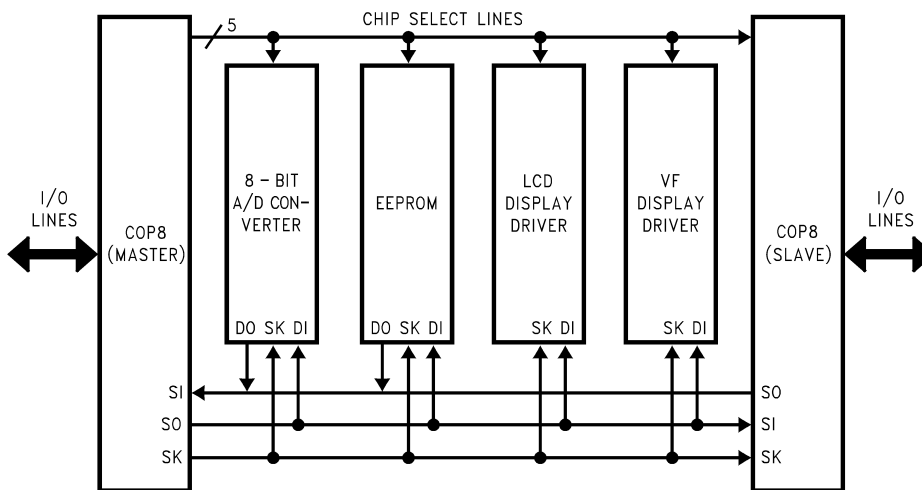 5
CHIP SELECT LINES
I/O
LINES
COP8
(MASTER)
8 – BIT
A/D CON-
VERTER
EEPROM
LCD
DISPLAY
DRIVER
VF
DISPLAY
DRIVER
COP8
(SLAVE)
I/O
LINES
DO SK DI
DO SK DI
SK DI
SK DI
SI
SO
SK
SO
SI
SK